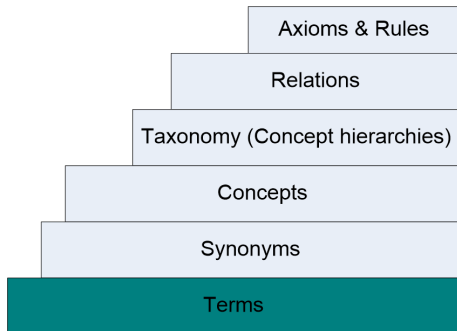 Axioms & Rules
Relations
Taxonomy (Concept hierarchies)
Concepts
Synonyms
Terms